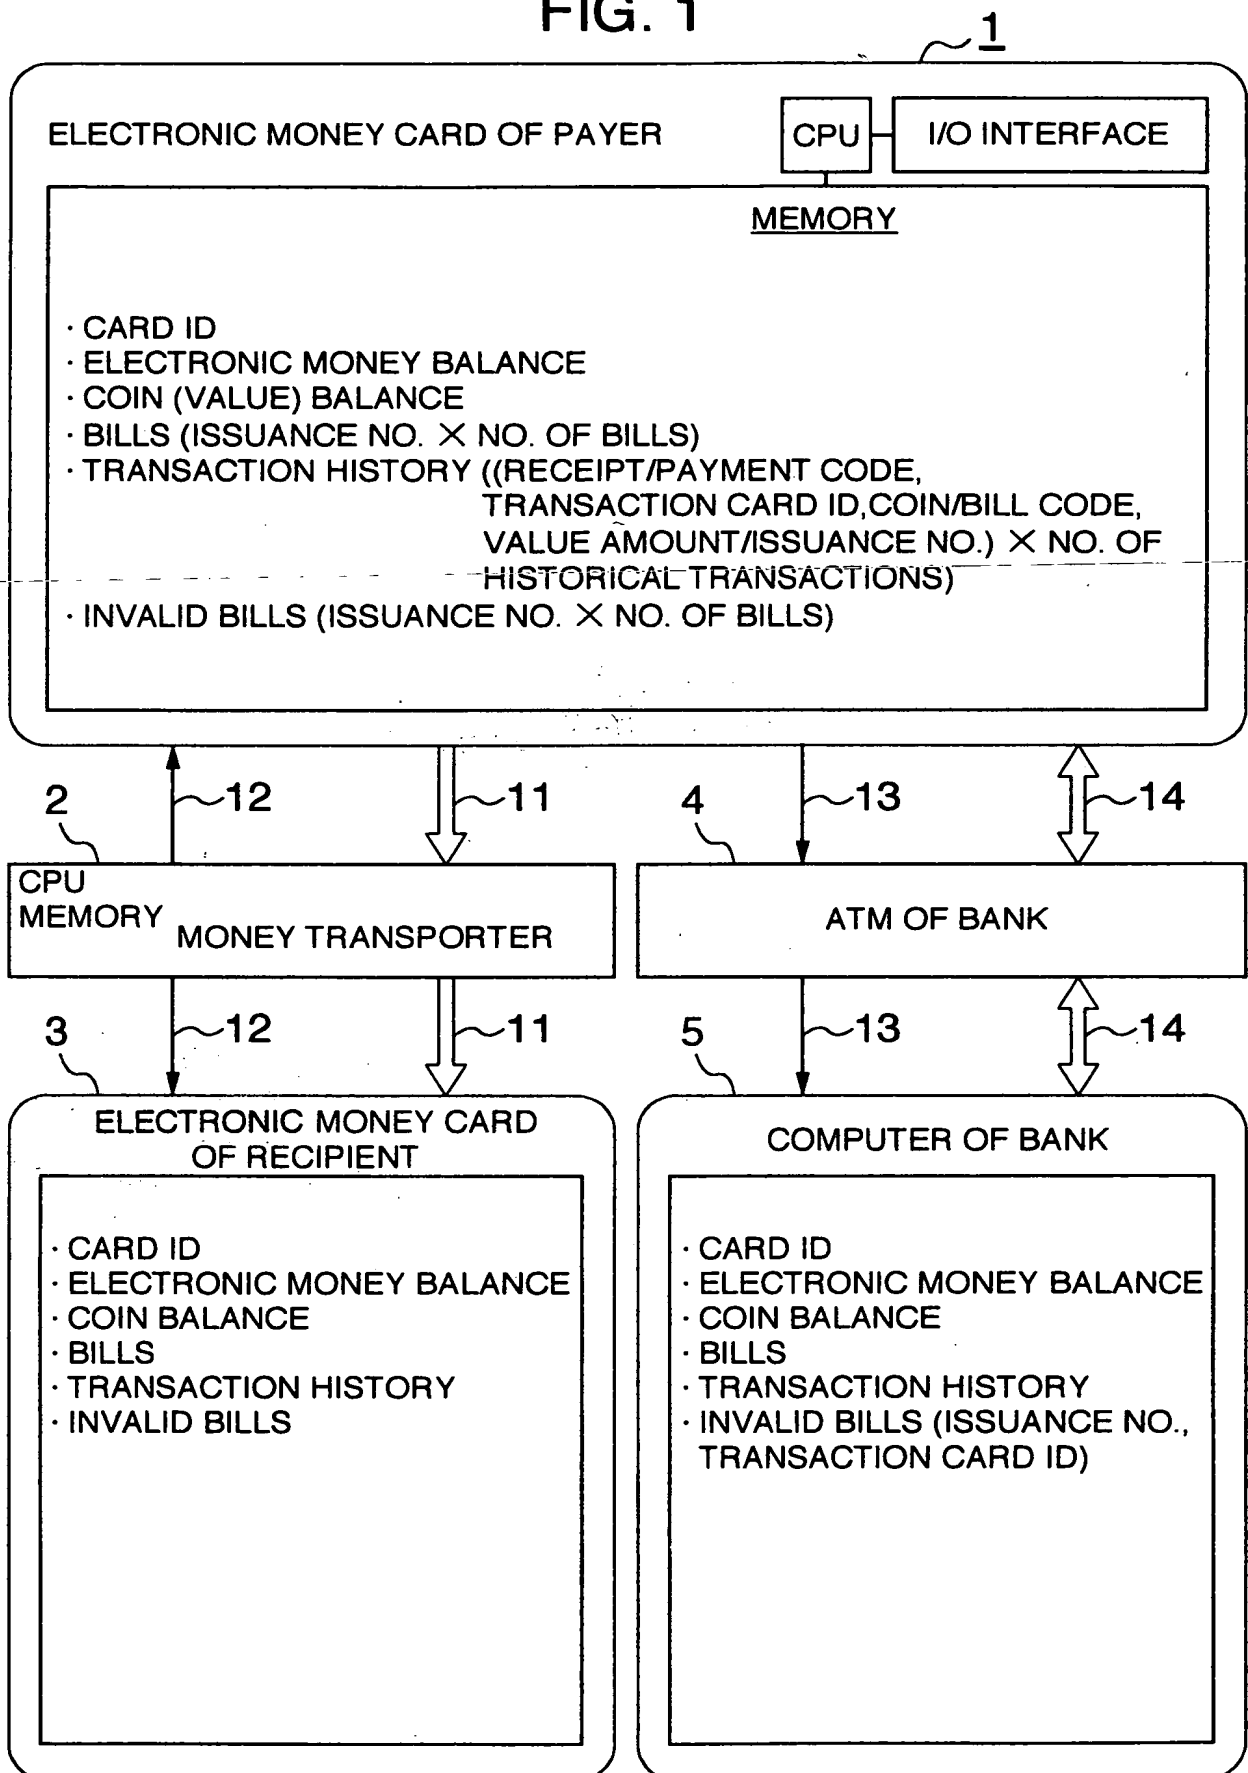 FIG. 1
1
ELECTRONIC MONEY CARD OF PAYER
CPU
I/O INTERFACE
MEMORY
· CARD ID
· ELECTRONIC MONEY BALANCE
· COIN (VALUE) BALANCE
· BILLS (ISSUANCE NO. × NO. OF BILLS)
· TRANSACTION HISTORY ((RECEIPT/PAYMENT CODE,
TRANSACTION CARD ID,COIN/BILL CODE,
VALUE AMOUNT/ISSUANCE NO.) × NO. OF
HISTORICAL TRANSACTIONS)
· INVALID BILLS (ISSUANCE NO. × NO. OF BILLS)
2
12
11
4
13
14
CPU
MEMORY
MONEY TRANSPORTER
ATM OF BANK
3
12
11
5
13
14
ELECTRONIC MONEY CARD
OF RECIPIENT
· CARD ID
· ELECTRONIC MONEY BALANCE
· COIN BALANCE
· BILLS
· TRANSACTION HISTORY
· INVALID BILLS
COMPUTER OF BANK
· CARD ID
· ELECTRONIC MONEY BALANCE
· COIN BALANCE
· BILLS
· TRANSACTION HISTORY
· INVALID BILLS (ISSUANCE NO.,
TRANSACTION CARD ID)